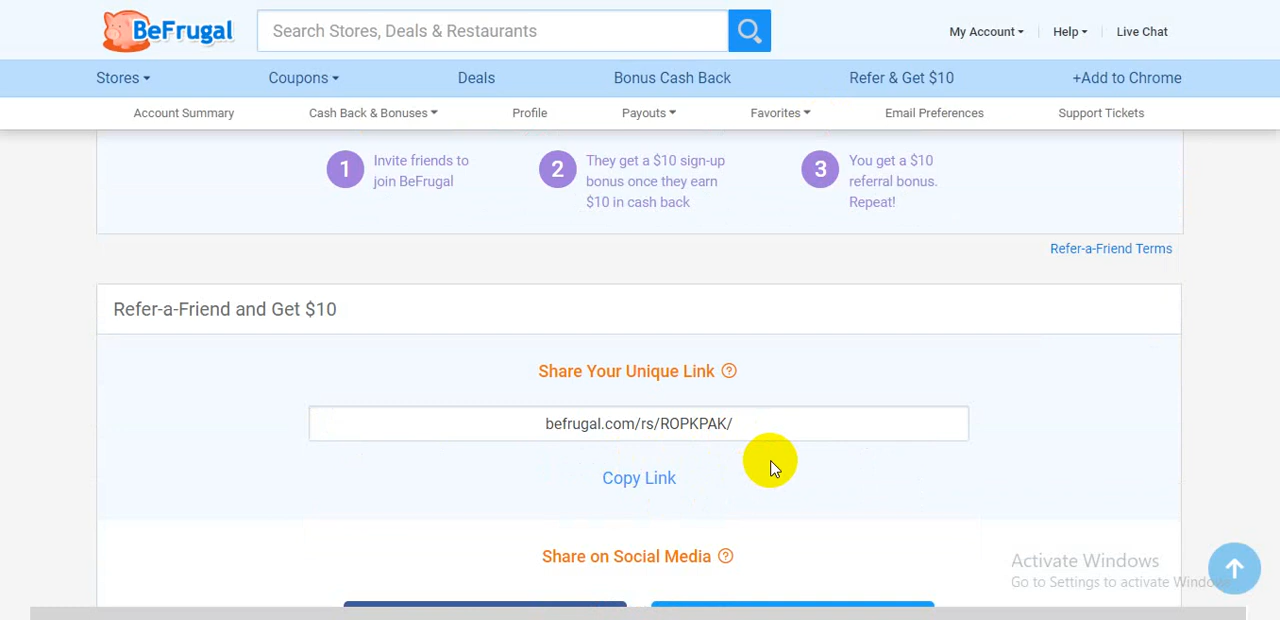 BeFrugal
Search Stores, Deals & Restaurants
My Account
Help
Live Chat
Stores
Coupons
Deals
Bonus Cash Back
Refer & Get $10
+Add to Chrome
Account Summary
Cash Back & Bonuses
Profile
Payouts
Favorites
Email Preferences
Support Tickets
1
Invite friends to
join BeFrugal
2
They get a $10 sign-up
bonus once they earn
$10 in cash back
3
You get a $10
referral bonus.
Repeat!
Refer-a-Friend Terms
Refer-a-Friend and Get $10
Share Your Unique Link ?
befrugal.com/rs/ROPKPAK/
Copy Link
Share on Social Media ?
Activate Windows
Go to Settings to activate Windows.